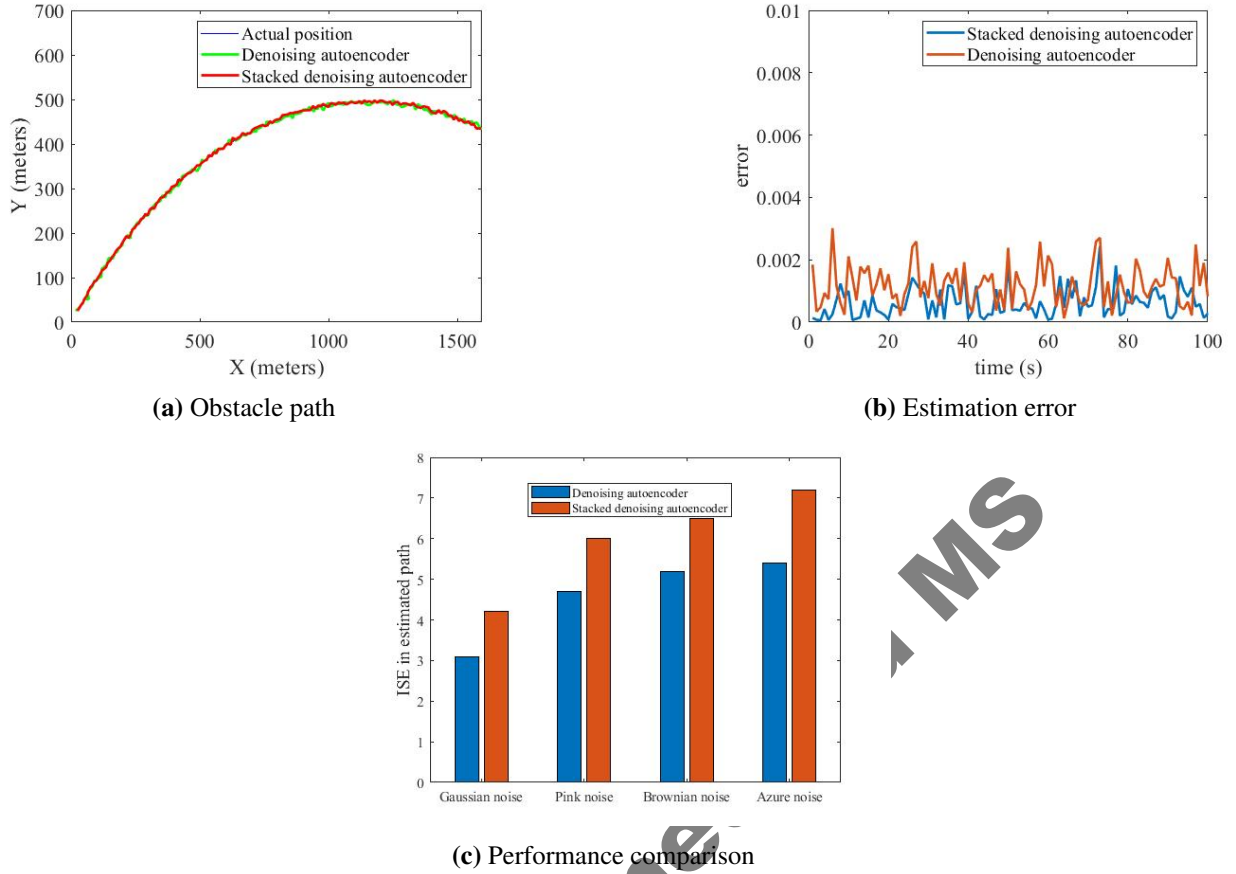 700
600
500
400
300
200
100
0
Y (meters)
Actual position
Denoising autoencoder
Stacked denoising autoencoder
0 500 1000 1500
X (meters)
(a) Obstacle path
0.01
0.008
0.006
0.004
0.002
0
error
Stacked denoising autoencoder
Denoising autoencoder
0 20 40 60 80 100
time (s)
(b) Estimation error
8
7
6
5
4
3
2
1
0
ISE in estimated path
Denoising autoencoder
Stacked denoising autoencoder
Gaussian noise Pink noise Brownian noise Azure noise
(c) Performance comparison
MS